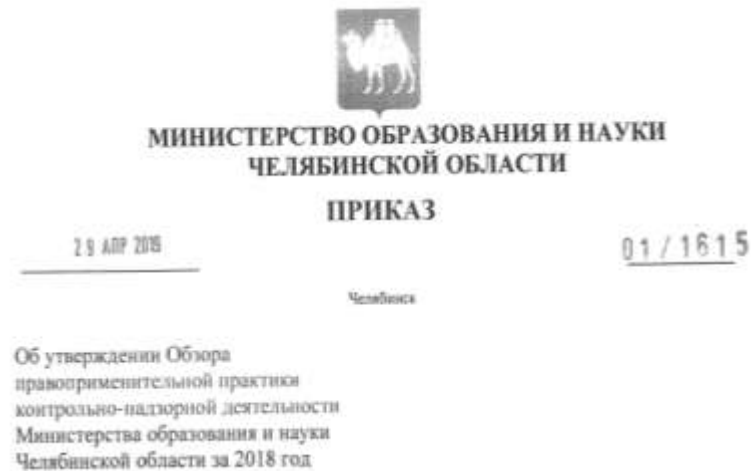 МИНИСТЕРСТВО ОБРАЗОВАНИЯ И НАУКИ
ЧЕЛЯБИНСКОЙ ОБЛАСТИ
ПРИКАЗ
29 АПР 2019
01/1615
Челябинск
Об утверждении Обзора
правоприменительной практики
контрольно-надзорной деятельности
Министерства образования и науки
Челябинской области за 2018 год